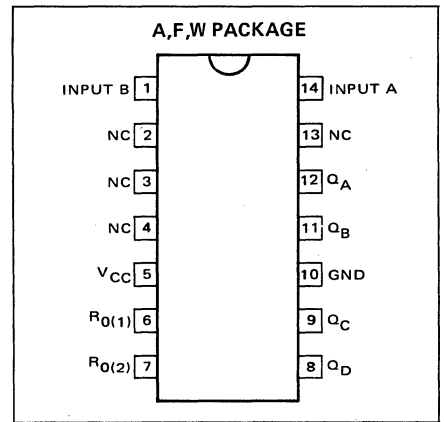 A,F,W PACKAGE
INPUT B 1 14 INPUT A
NC 2 13 NC
NC 3 12 QA
NC 4 11 QB
VCC 5 10 GND
R0(1) 6 9 QC
R0(2) 7 8 QD